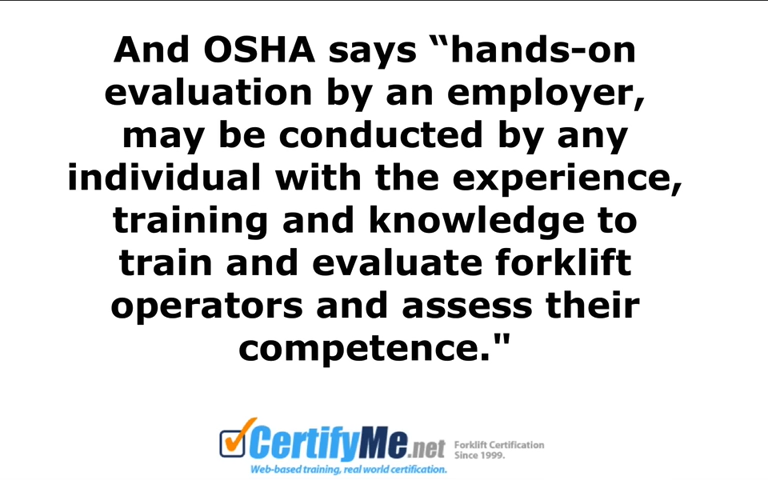 And OSHA says “hands-on
evaluation by an employer,
may be conducted by any
individual with the experience,
training and knowledge to
train and evaluate forklift
operators and assess their
competence."
CertifyMe.net
Forklift Certification
Since 1999.
Web-based training, real world certification.